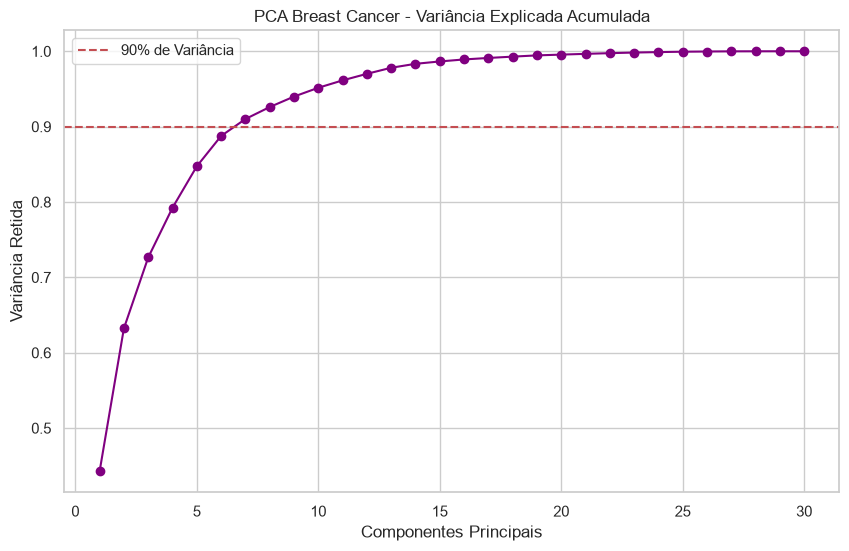 PCA Breast Cancer - Variância Explicada Acumulada
90% de Variância
Variância Retida
1.0
0.9
0.8
0.7
0.6
0.5
0 5 10 15 20 25 30
Componentes Principais